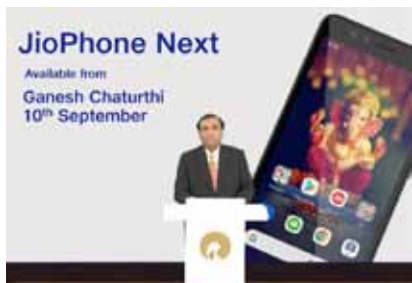 JioPhone Next
Available from
Ganesh Chaturthi
10th September